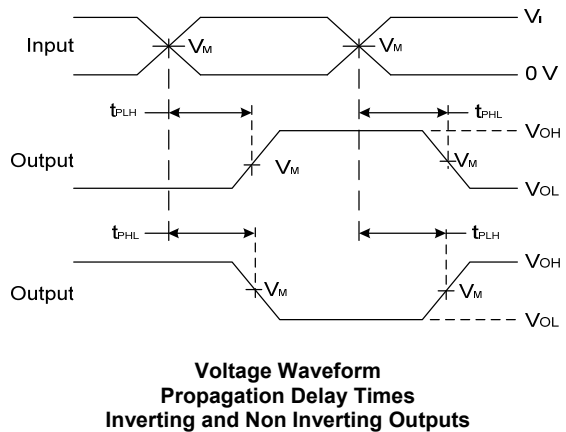 VI
Input VM VM
0 V
tPLH tPHL
VOH
Output VM VM
VOL
tPHL tPLH
VOH
Output VM VM
VOL
Voltage Waveform
Propagation Delay Times
Inverting and Non Inverting Outputs